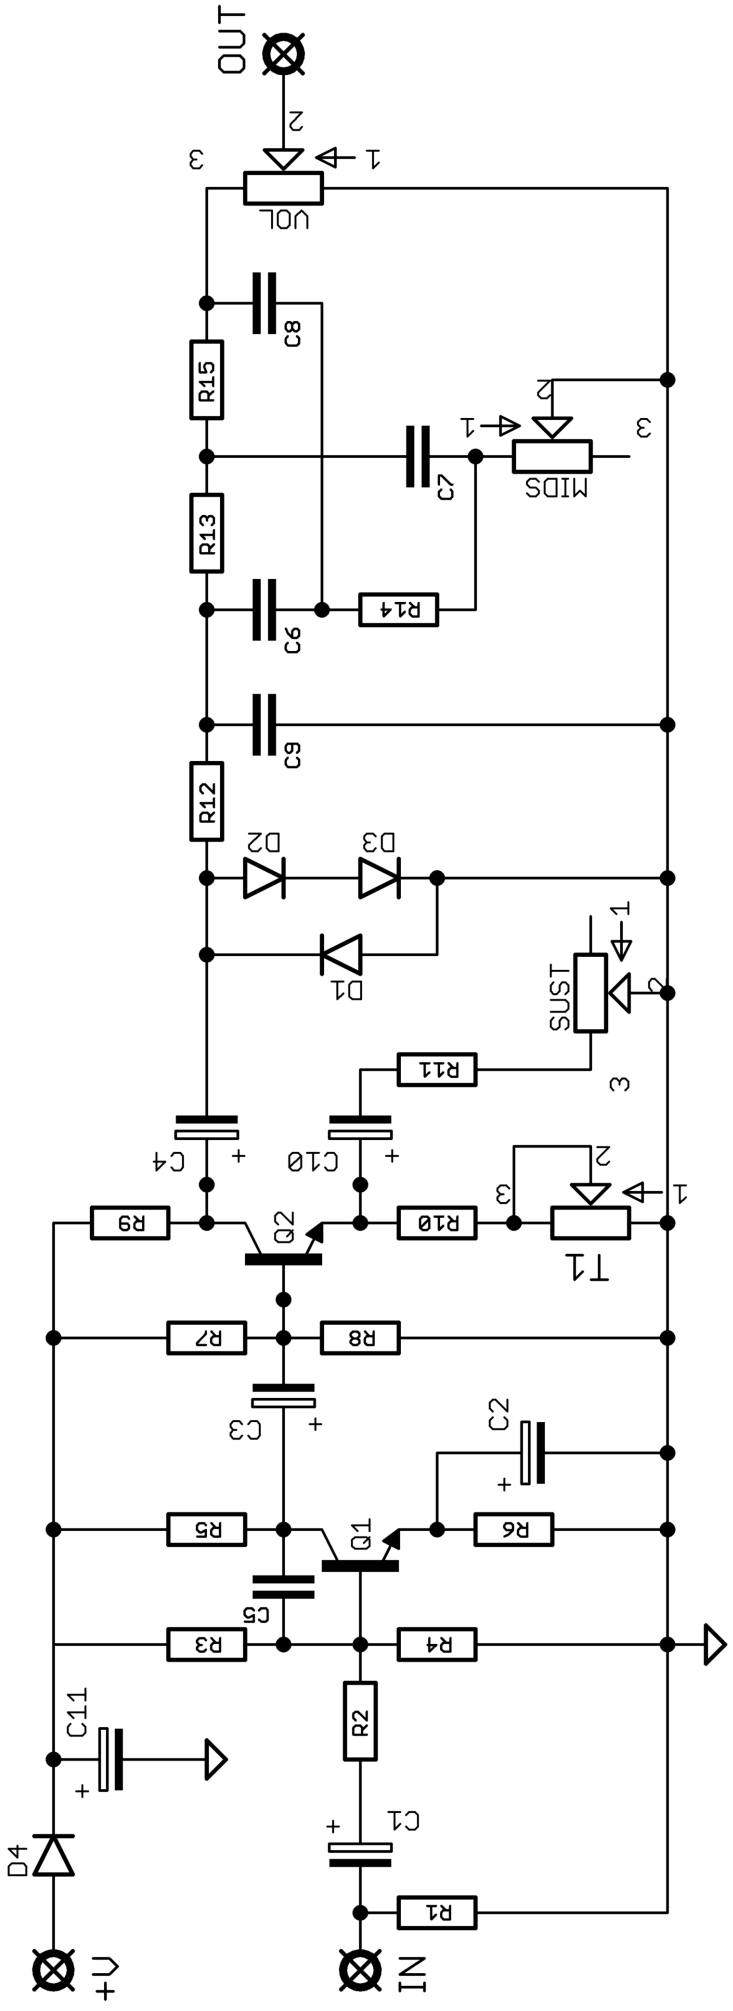 OUT
2
3
1
VOL
C8
R15
2
1
3
MIDS
C7
R13
R14
C6
C9
R12
D2
D3
1
SUST
2
D1
R11
3
C4
+
C10
+
R9
R10
3
2
1
Q2
T1
R7
R8
C3
+
C2
+
R5
Q1
R6
C5
R3
R4
C11
+
R2
+
C1
D4
R1
+V
IN